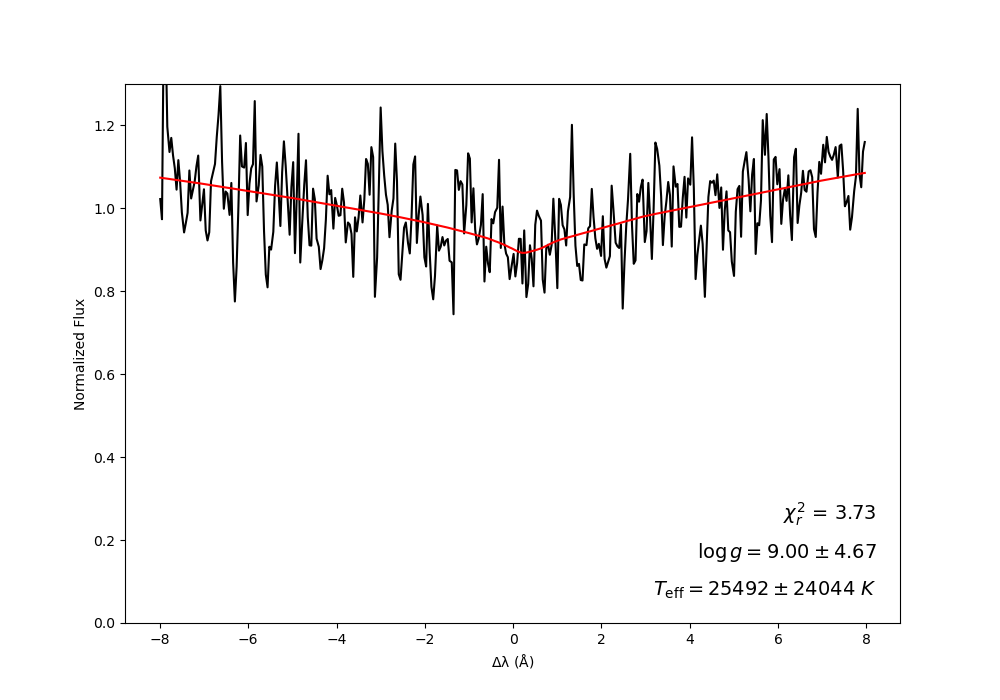 1.2
1.0
0.8
0.6
0.4
0.2
0.0
Normalized Flux
χ²ᵣ = 3.73
log g = 9.00 ± 4.67
T_eff = 25492 ± 24044 K
−8 −6 −4 −2 0 2 4 6 8
Δλ (Å)